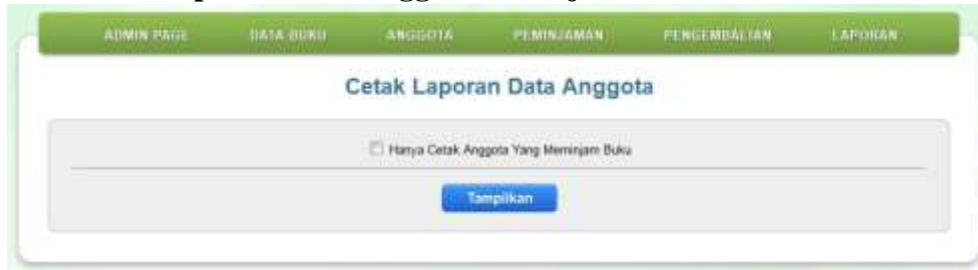 ADMIN PAGE DATA BUKU ANGGOTA PEMINJAMAN PENGEMBALIAN LAPORAN
Cetak Laporan Data Anggota
Hanya Cetak Anggota Yang Meminjam Buku
Tampilkan